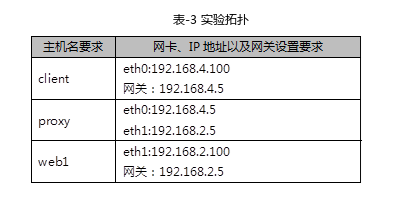 表-3 实验拓扑
主机名要求 网卡、IP 地址以及网关设置要求
client
eth0:192.168.4.100
网关：192.168.4.5
proxy
eth0:192.168.4.5
eth1:192.168.2.5
web1
eth1:192.168.2.100
网关：192.168.2.5